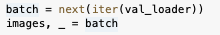 batch = next(iter(val_loader))
images, _ = batch